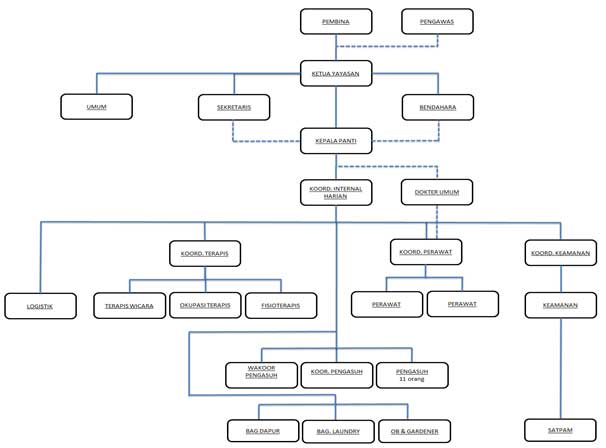 PEMBINA
PENGAWAS
KETUA YAYASAN
UMUM
SEKRETARIS
BENDAHARA
KEPALA PANTI
KOORD. INTERNAL
HARIAN
DOKTER UMUM
KOORD. TERAPIS
KOORD. PERAWAT
KOORD. KEAMANAN
LOGISTIK
TERAPIS WICARA
OKUPASI TERAPIS
FISIOTERAPIS
PERAWAT
PERAWAT
KEAMANAN
WAKOOR
PENGASUH
KOOR. PENGASUH
PENGASUH
11 orang
BAG DAPUR
BAG. LAUNDRY
OB & GARDENER
SATPAM